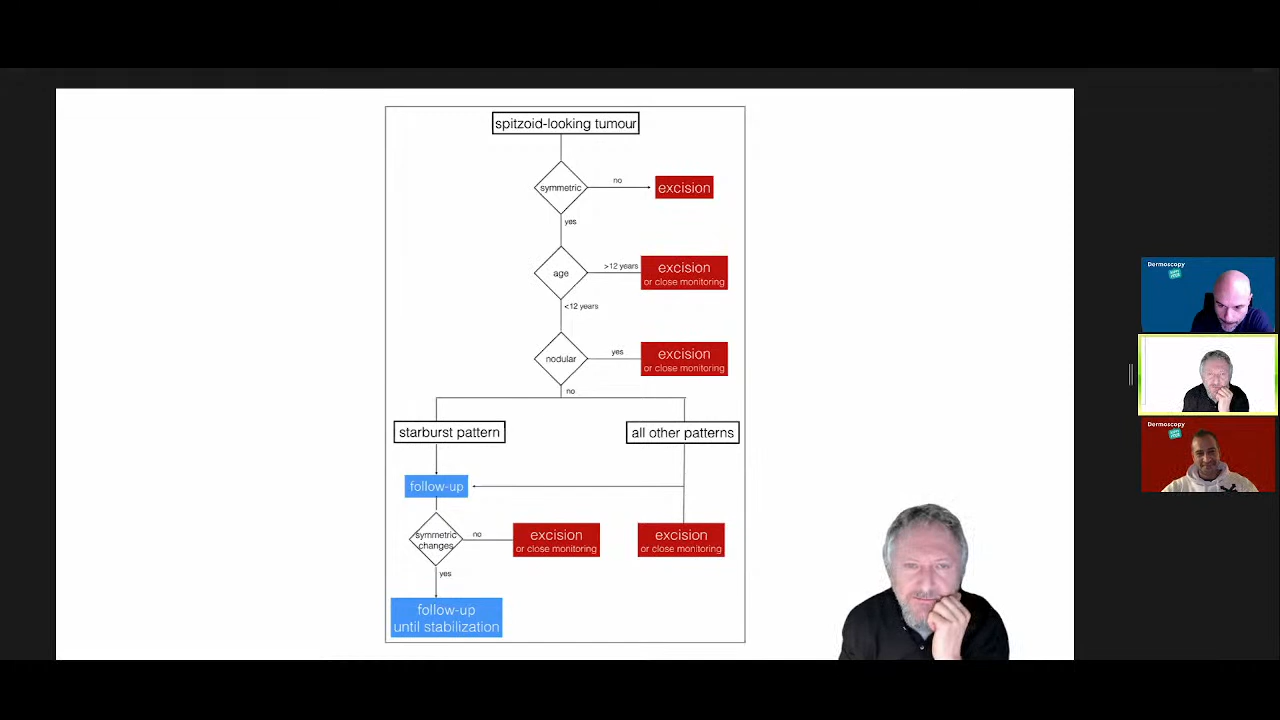 spitzoid-looking tumour
symmetric
no
excision
yes
age
>12 years
excision
or close monitoring
<12 years
nodular
yes
excision
or close monitoring
no
starburst pattern
all other patterns
follow-up
symmetric
changes
no
excision
or close monitoring
excision
or close monitoring
yes
follow-up
until stabilization
Dermoscopy
Dermoscopy